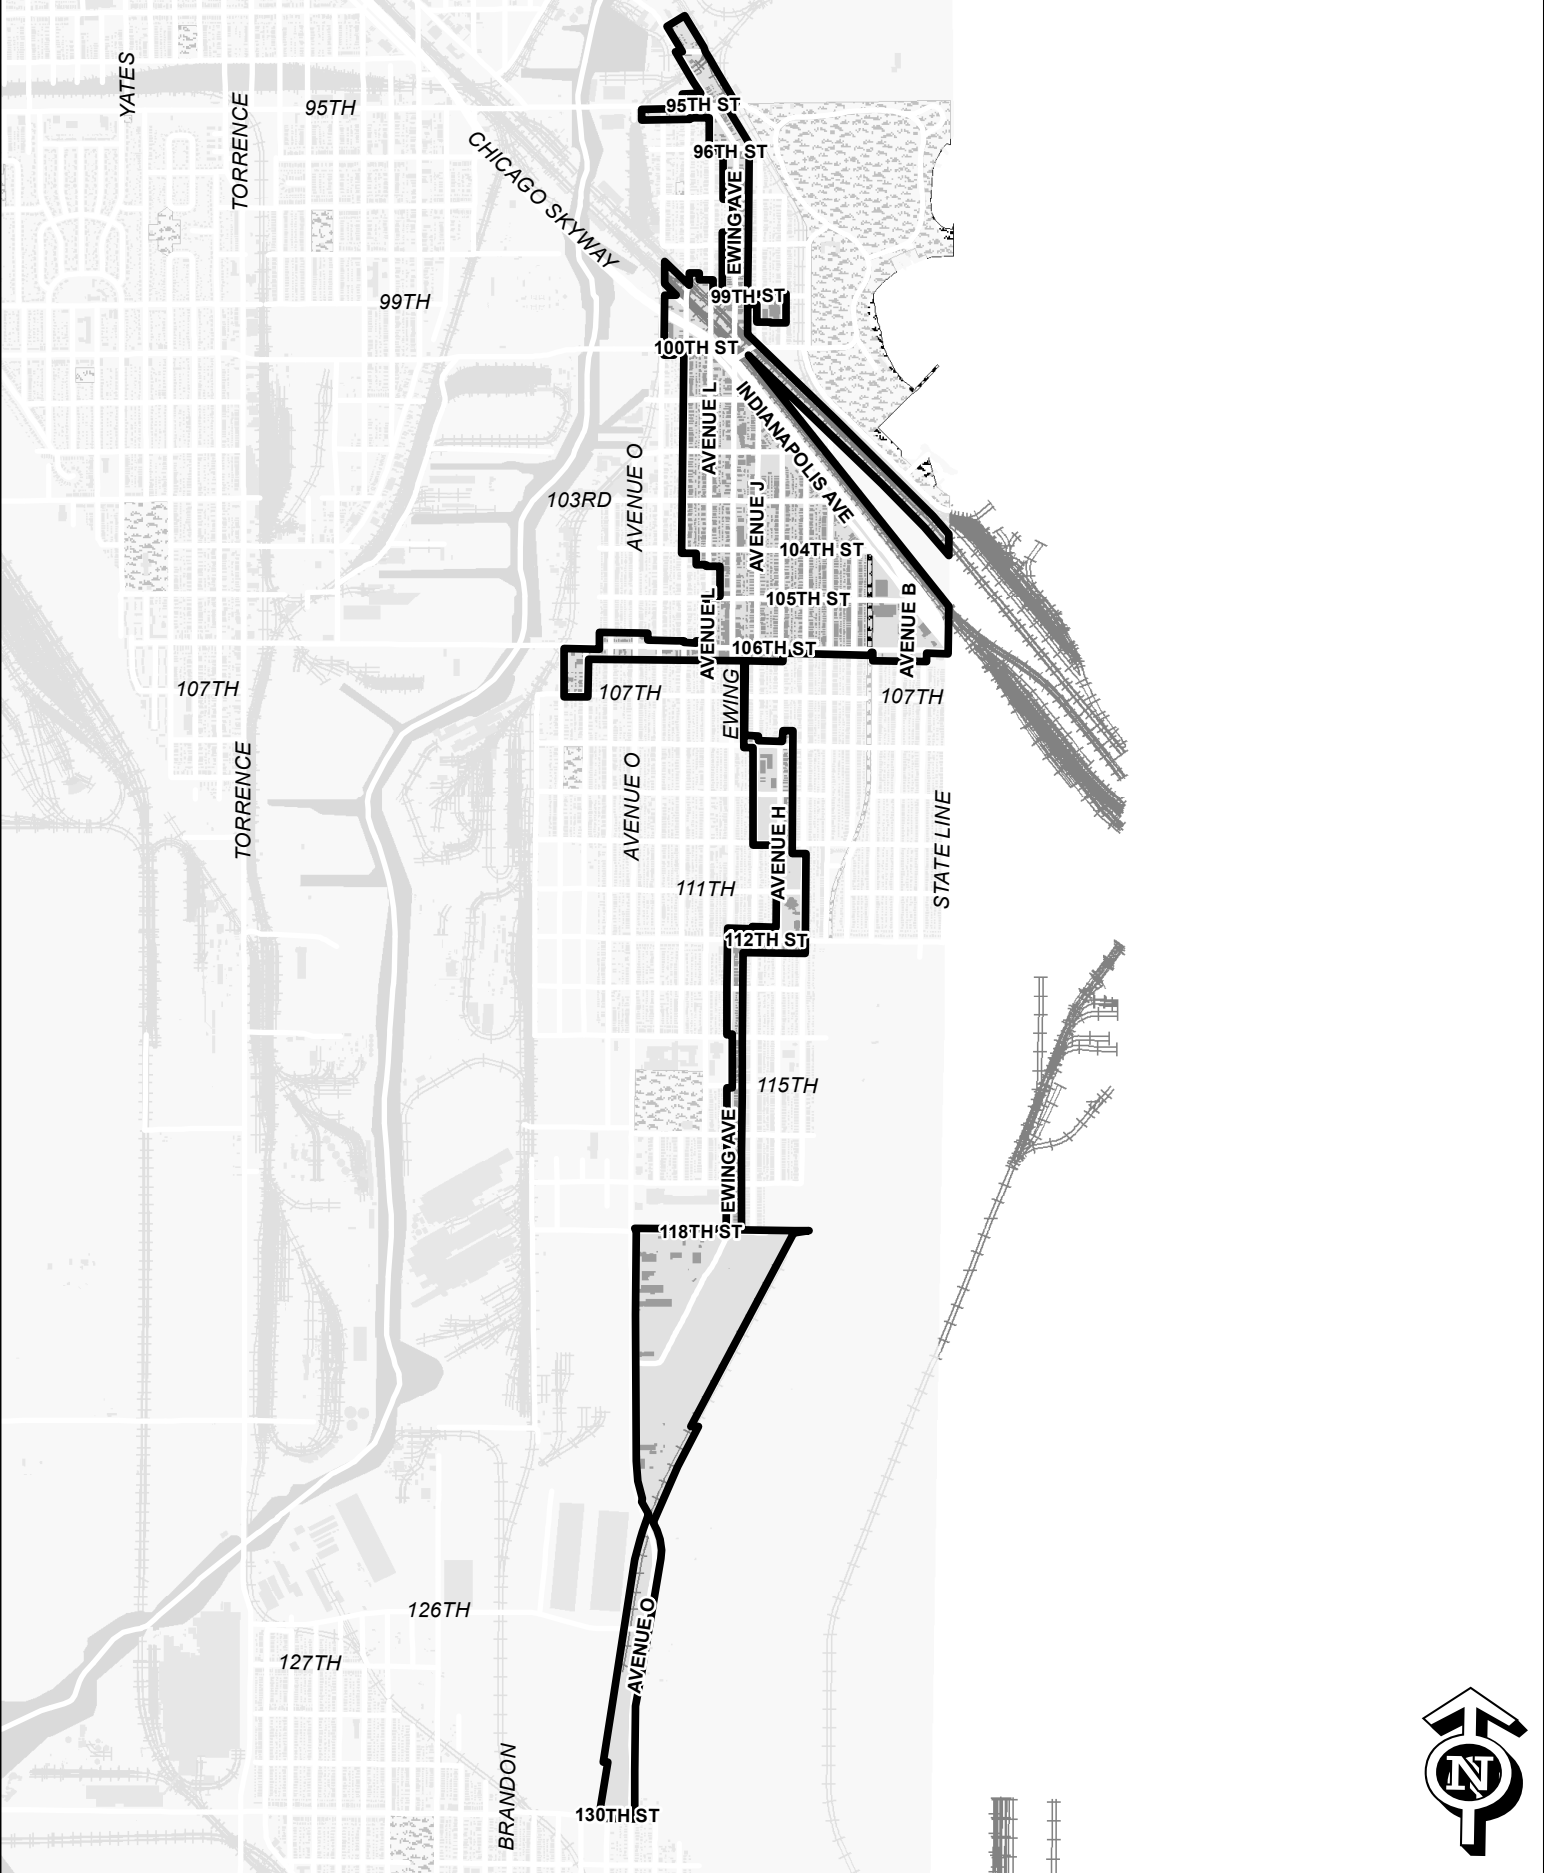 YATES
TORRENCE
95TH
95TH ST
CHICAGO SKYWAY
96TH ST
EWING AVE
99TH
99TH ST
100TH ST
AVENUE L
INDIANAPOLIS AVE
AVENUE O
103RD
AVENUE J
104TH ST
105TH ST
AVENUE B
AVENUE L
106TH ST
107TH
107TH
EWING
107TH
TORRENCE
AVENUE O
AVENUE H
STATE LINE
111TH
112TH ST
115TH
EWING AVE
118TH ST
126TH
AVENUE O
127TH
BRANDON
130TH ST
N